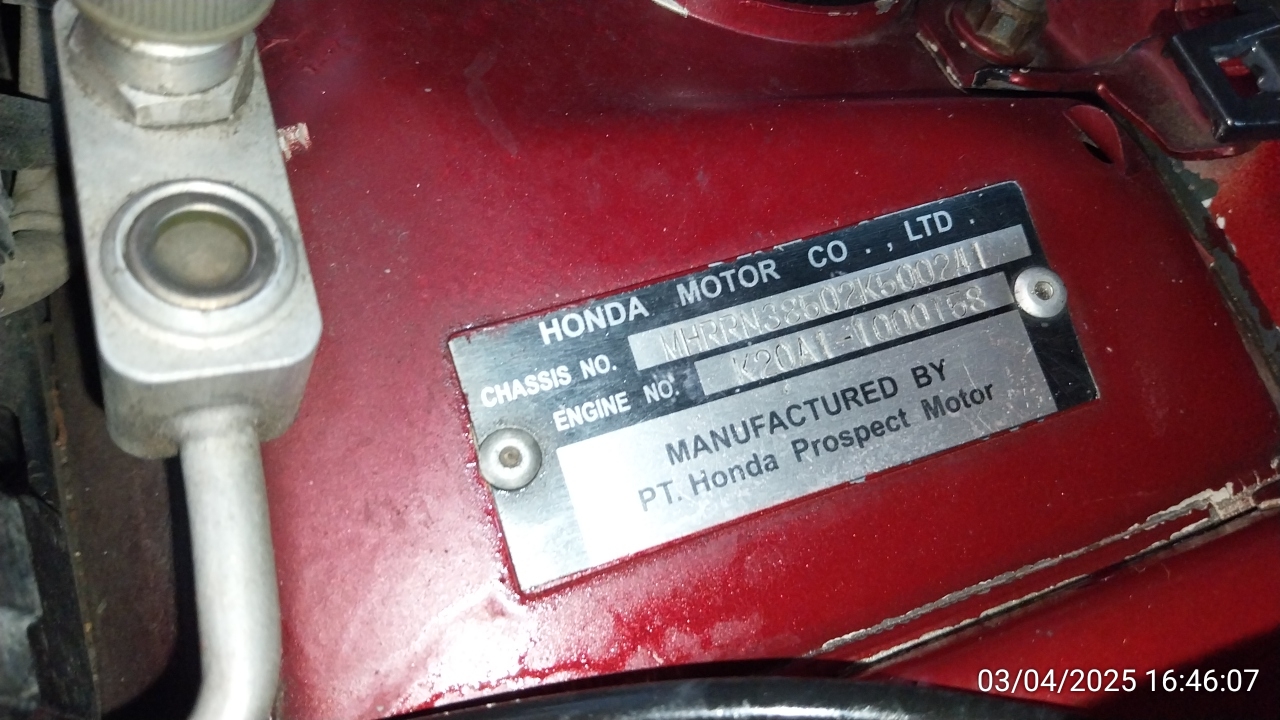 HONDA MOTOR CO., LTD.
CHASSIS NO. MHRRN38502K500241
ENGINE NO. K20A1-1000158
MANUFACTURED BY
PT. Honda Prospect Motor
03/04/2025 16:46:07